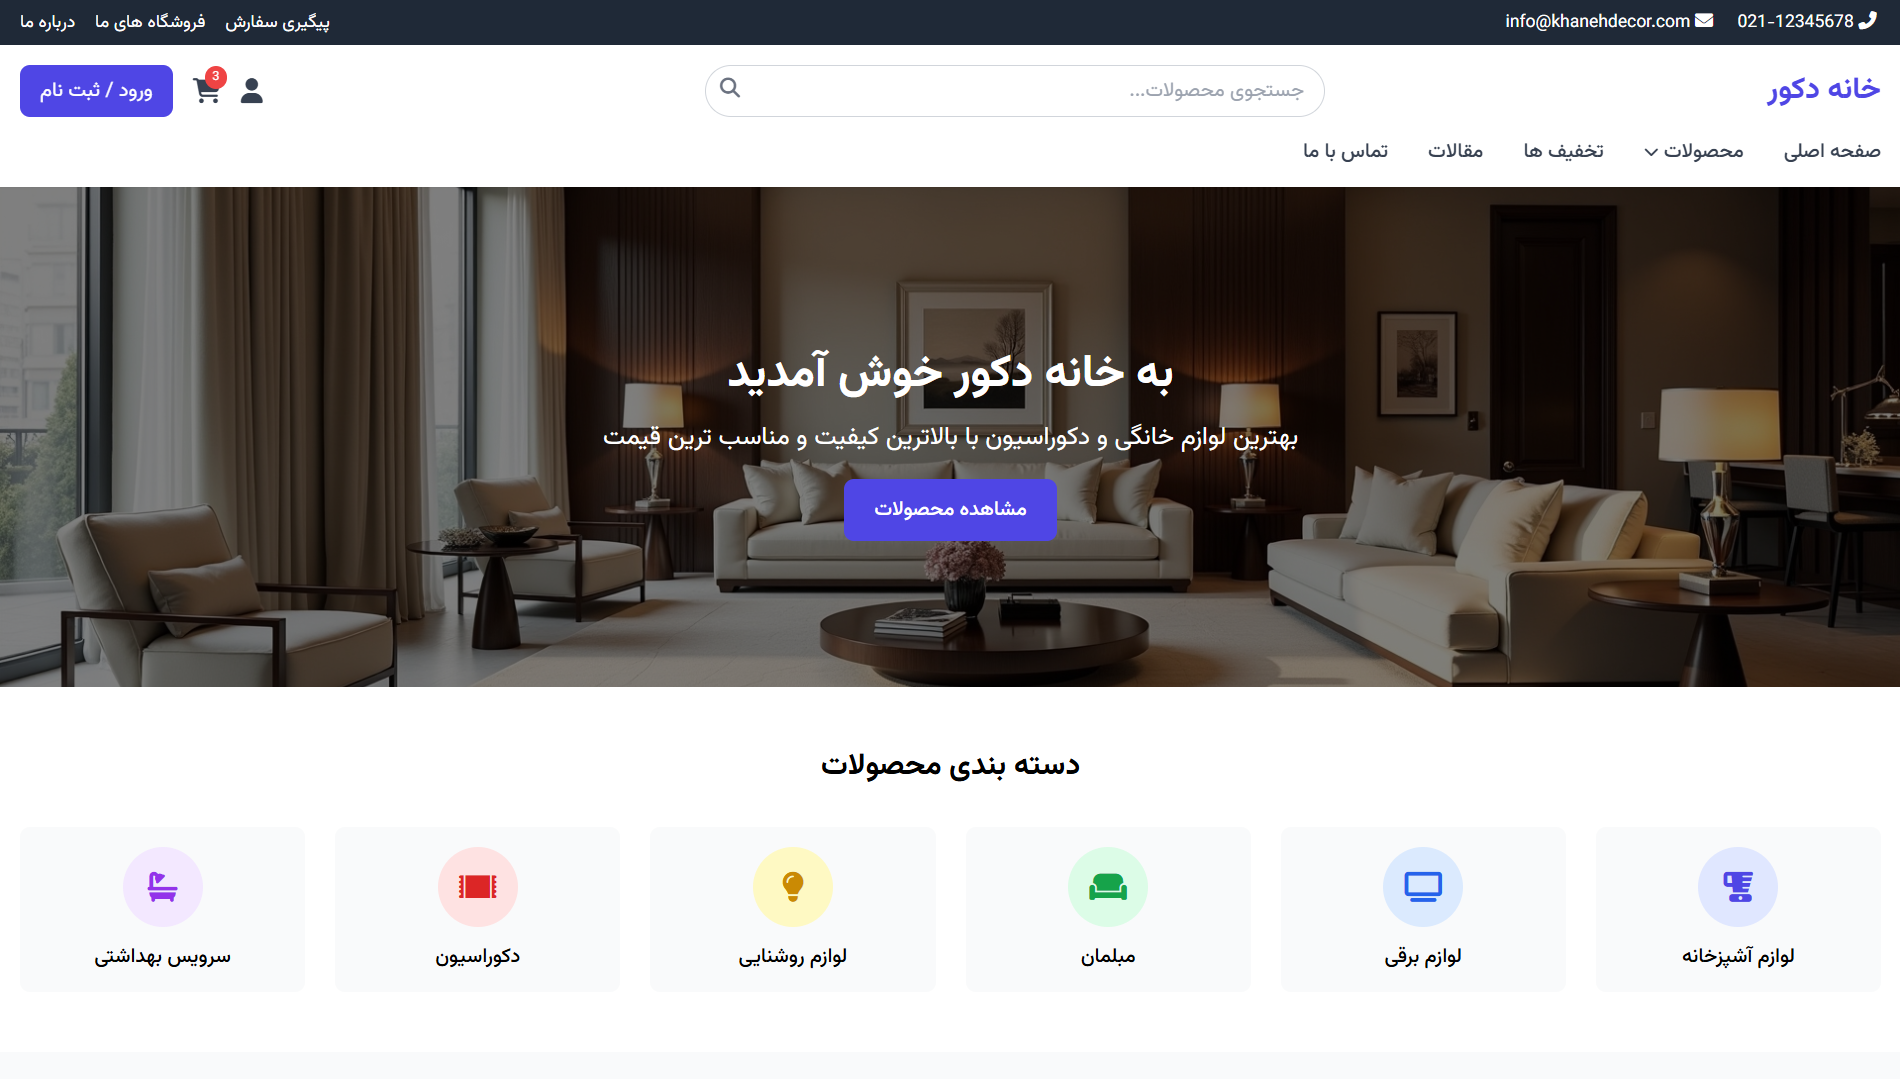 021-12345678 info@khanehdecor.com پیگیری سفارش فروشگاه های ما درباره ما
خانه دکور جستجوی محصولات... 3 ورود / ثبت نام
صفحه اصلی محصولات تخفیف ها مقالات تماس با ما
به خانه دکور خوش آمدید
بهترین لوازم خانگی و دکوراسیون با بالاترین کیفیت و مناسب ترین قیمت
مشاهده محصولات
دسته بندی محصولات
لوازم آشپزخانه لوازم برقی مبلمان لوازم روشنایی دکوراسیون سرویس بهداشتی